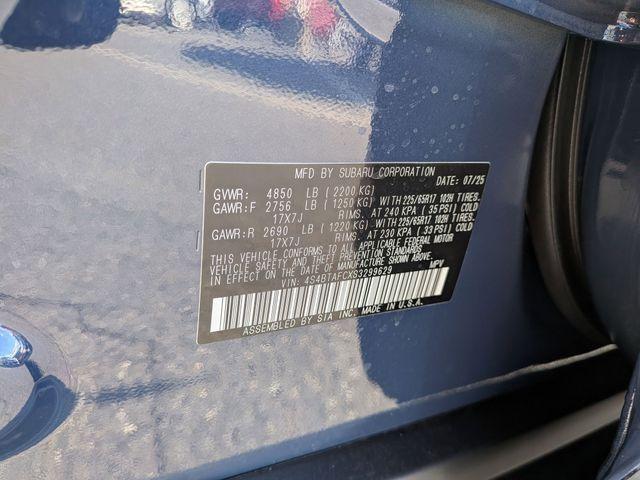 MFD BY SUBARU CORPORATION
DATE: 07/25
GVWR: 4850 LB (2200 KG)
GAWR:F 2756 LB (1250 KG) WITH 225/65R17 102H TIRES.
17X7J RIMS. AT 240 KPA (35 PSI) COLD
GAWR:R 2690 LB (1220 KG) WITH 225/65R17 102H TIRES.
17X7J RIMS. AT 230 KPA (33 PSI) COLD
THIS VEHICLE CONFORMS TO ALL APPLICABLE FEDERAL MOTOR
VEHICLE SAFETY AND THEFT PREVENTION STANDARDS
IN EFFECT ON THE DATE OF MANUFACTURE SHOWN ABOVE.
VIN: 4S4BTAFCXS3299629 MPV
ASSEMBLED BY SIA INC. MADE IN U.S.A.